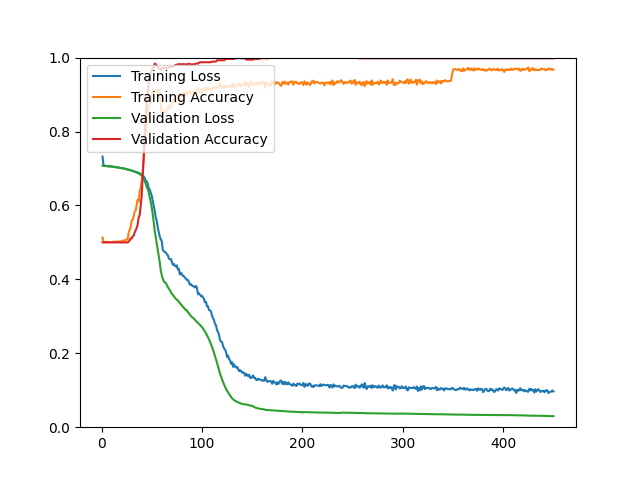 Training Loss
Training Accuracy
Validation Loss
Validation Accuracy
1.0
0.8
0.6
0.4
0.2
0.0
0 100 200 300 400